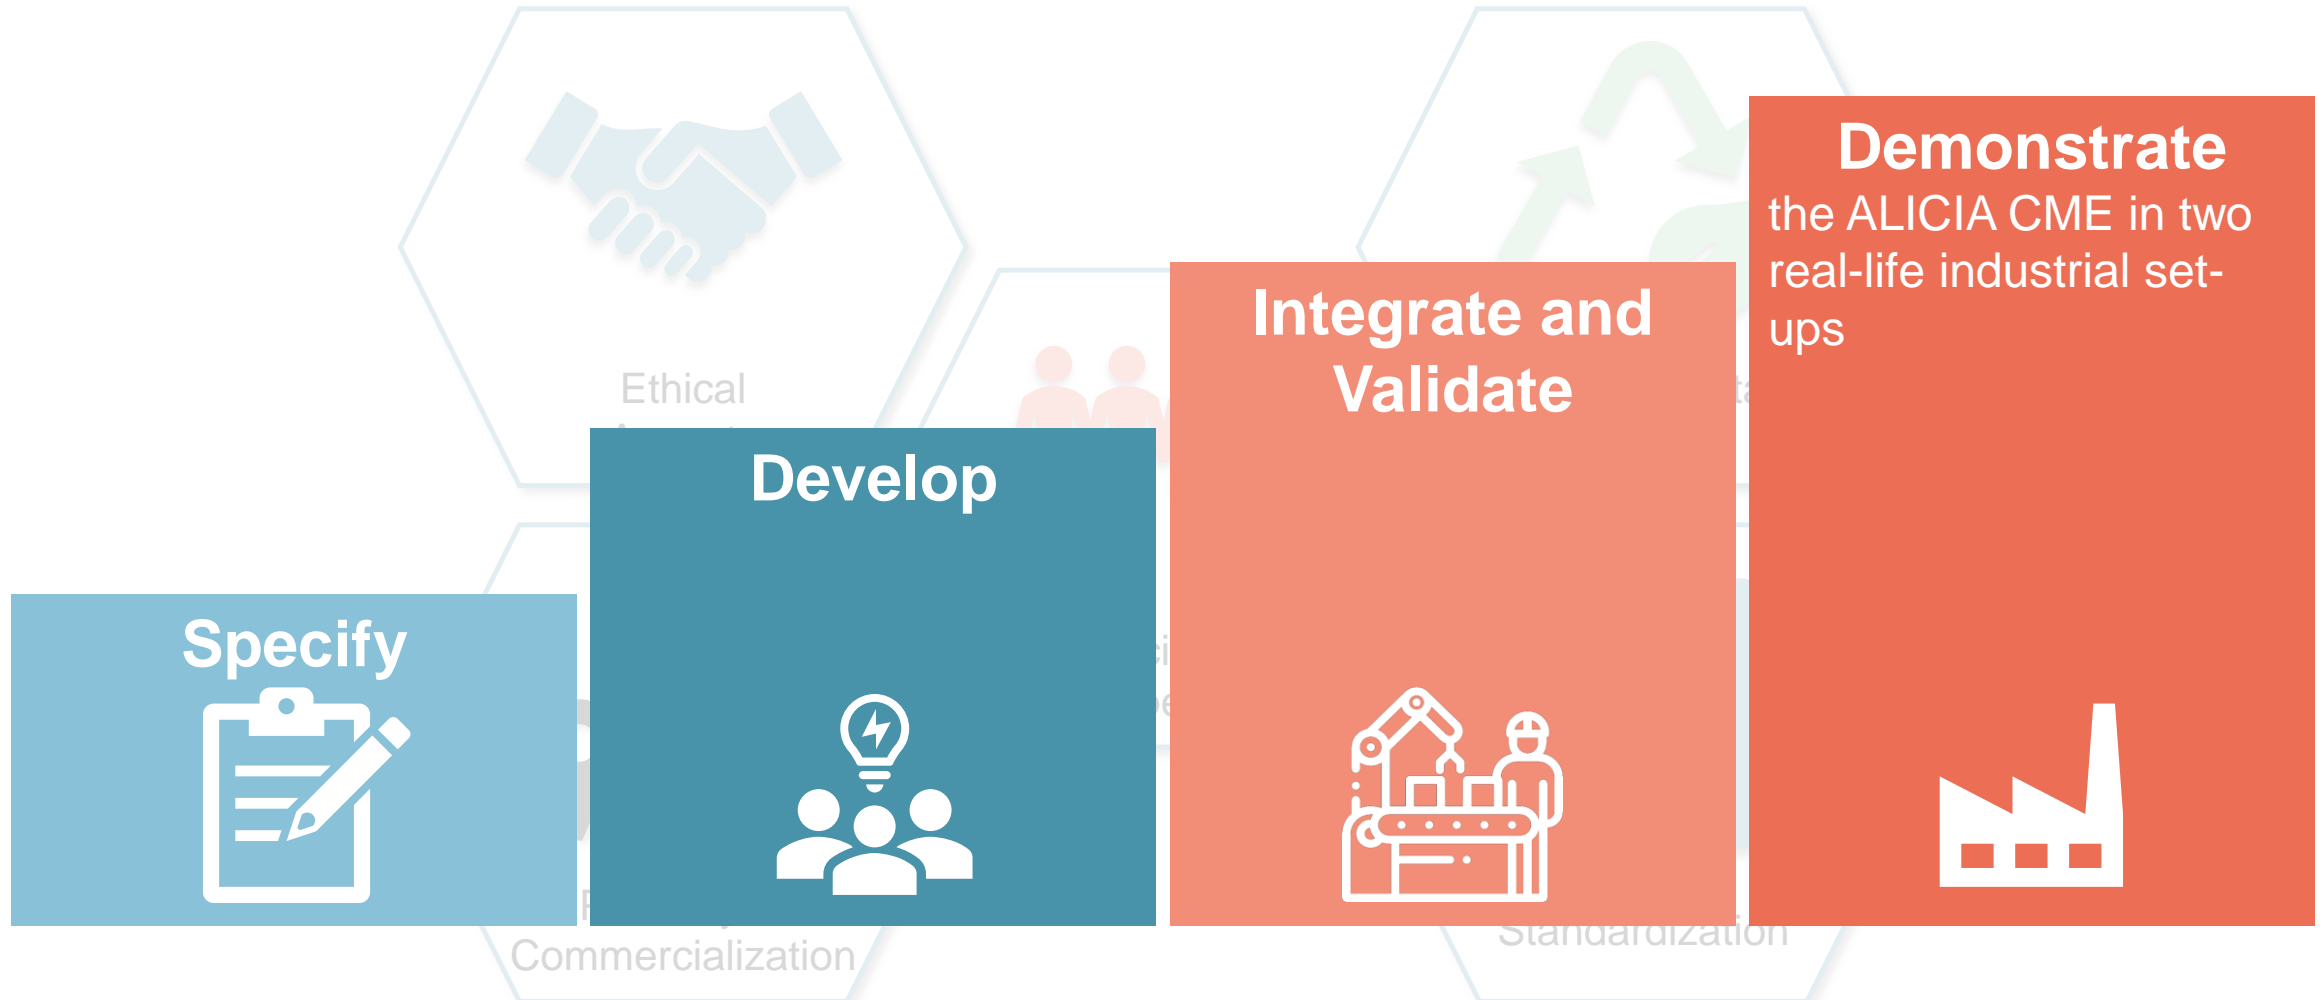 Ethical
Specify
Develop
Integrate and
Validate
Demonstrate
the ALICIA CME in two
real-life industrial set-
ups
Commercialization
Standardization